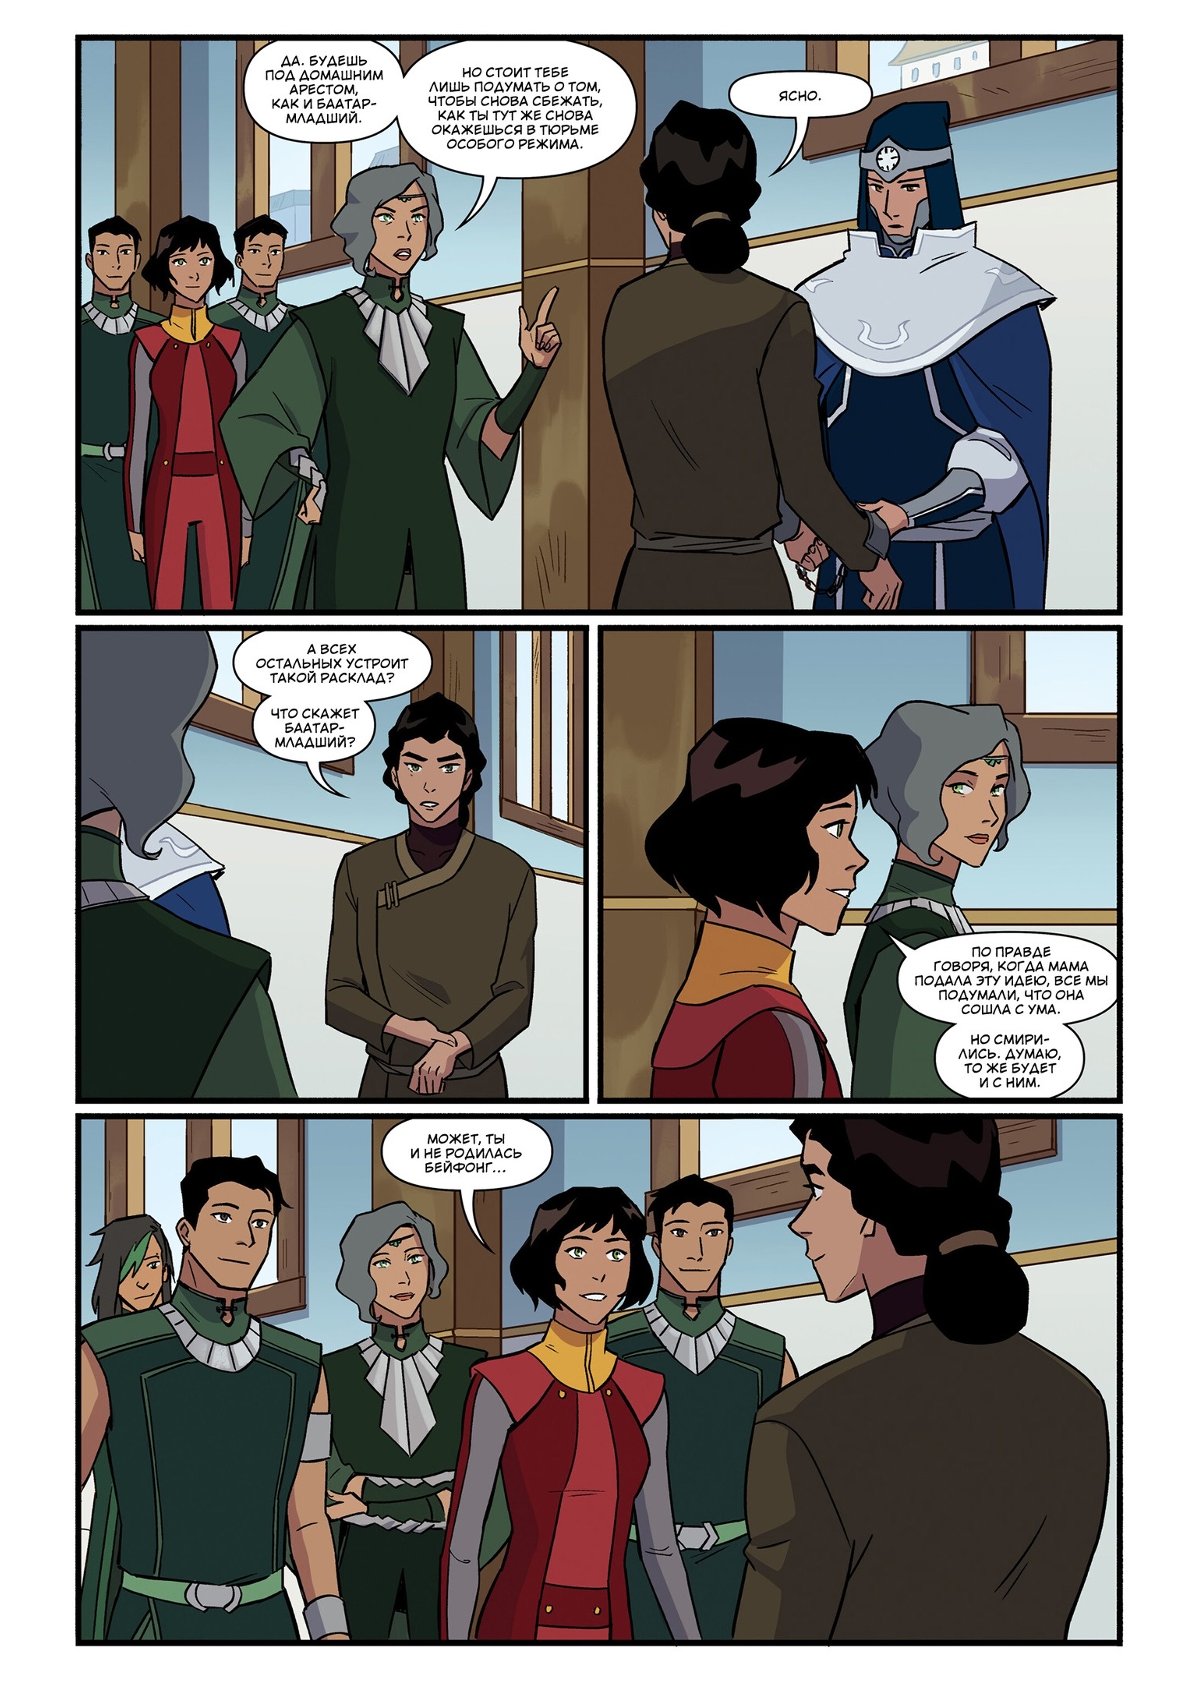 ДА. БУДЕШЬ
ПОД ДОМАШНИМ
АРЕСТОМ,
КАК И БААТАР-
МЛАДШИЙ.
НО СТОИТ ТЕБЕ
ЛИШЬ ПОДУМАТЬ О ТОМ,
ЧТОБЫ СНОВА СБЕЖАТЬ,
КАК ТЫ ТУТ ЖЕ СНОВА
ОКАЖЕШЬСЯ В ТЮРЬМЕ
ОСОБОГО РЕЖИМА.
ЯСНО.
А ВСЕХ
ОСТАЛЬНЫХ УСТРОИТ
ТАКОЙ РАСКЛАД?
ЧТО СКАЖЕТ
БААТАР-
МЛАДШИЙ?
ПО ПРАВДЕ
ГОВОРЯ, КОГДА МАМА
ПОДАЛА ЭТУ ИДЕЮ, ВСЕ МЫ
ПОДУМАЛИ, ЧТО ОНА
СОШЛА С УМА.
НО СМИРИ-
ЛИСЬ. ДУМАЮ,
ТО ЖЕ БУДЕТ
И С НИМ.
МОЖЕТ, ТЫ
И НЕ РОДИЛАСЬ
БЕЙФОНГ...